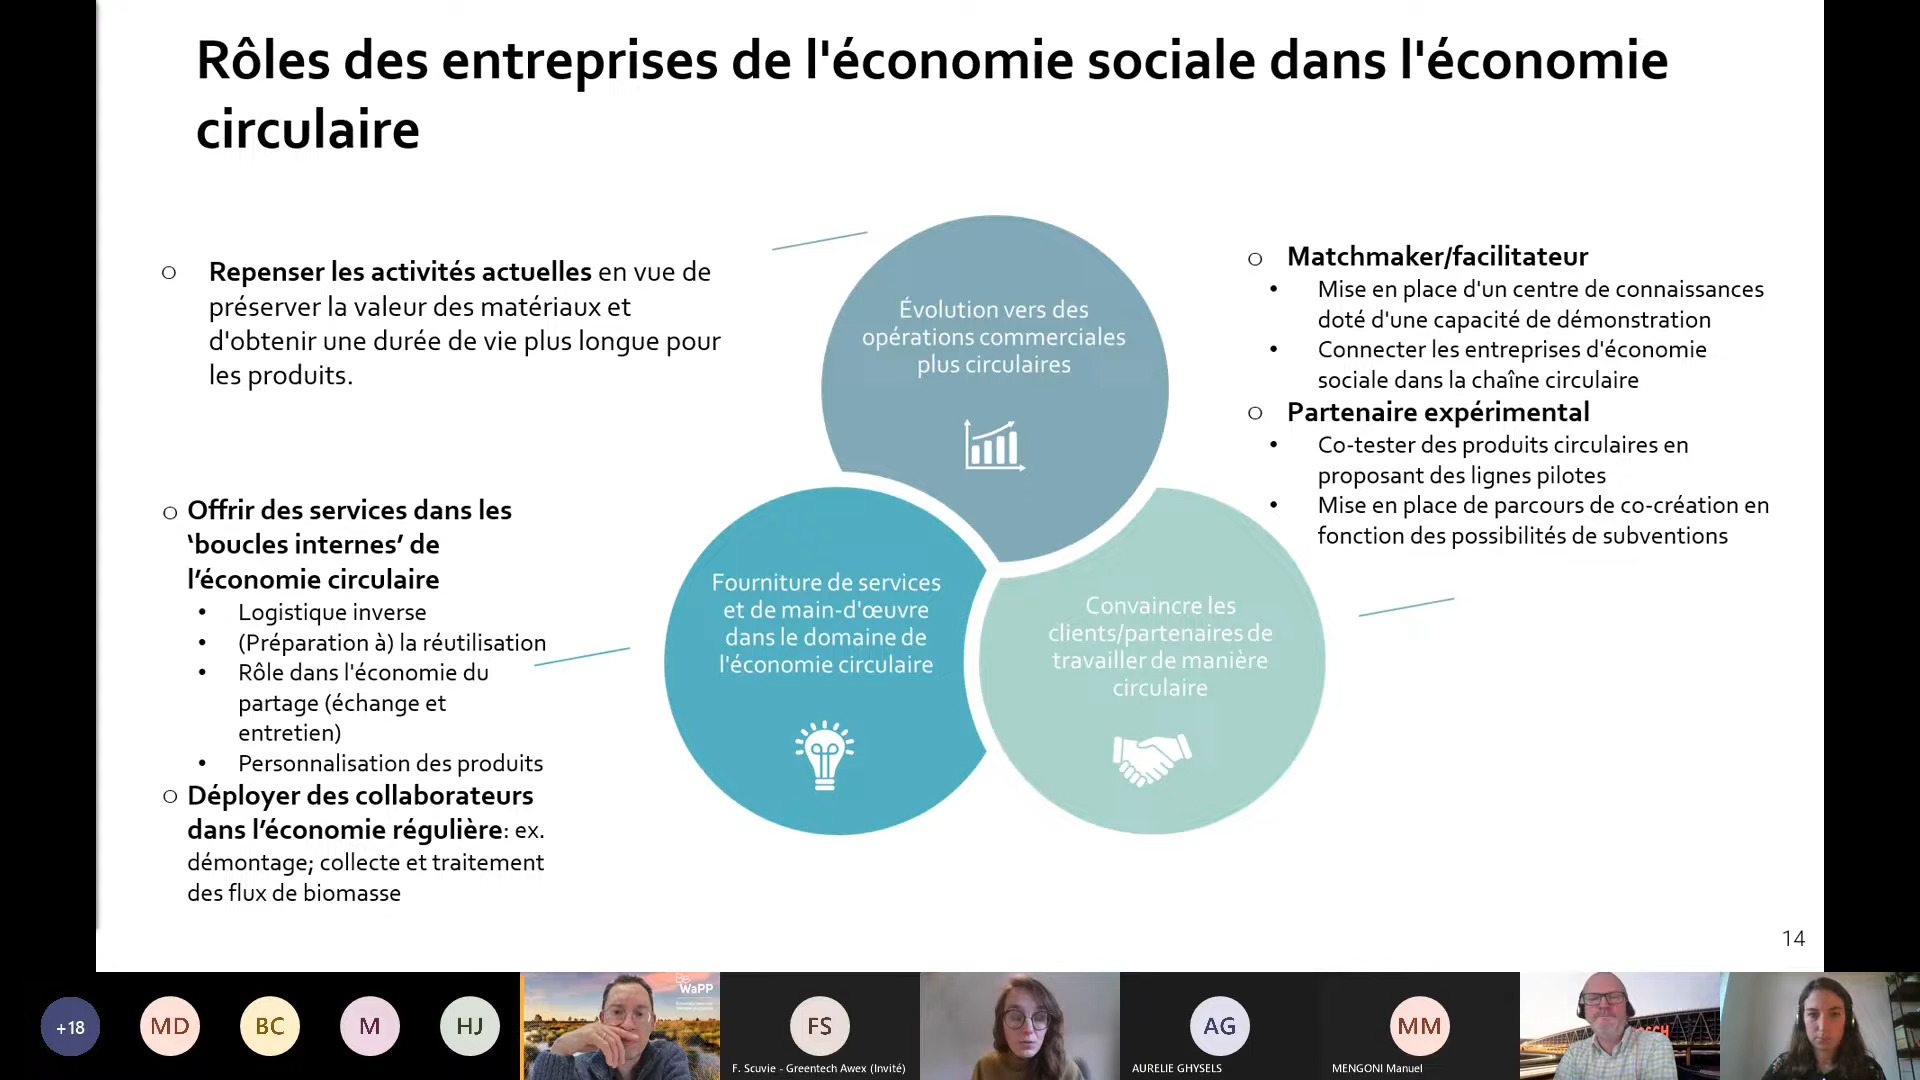 Rôles des entreprises de l'économie sociale dans l'économie
circulaire
Repenser les activités actuelles en vue de
préserver la valeur des matériaux et
d'obtenir une durée de vie plus longue pour
les produits.
Offrir des services dans les
‘boucles internes’ de
l’économie circulaire
Logistique inverse
(Préparation à) la réutilisation
Rôle dans l'économie du
partage (échange et
entretien)
Personnalisation des produits
Déployer des collaborateurs
dans l’économie régulière: ex.
démontage; collecte et traitement
des flux de biomasse
Évolution vers des
opérations commerciales
plus circulaires
Fourniture de services
et de main-d'œuvre
dans le domaine de
l'économie circulaire
Convaincre les
clients/partenaires de
travailler de manière
circulaire
Matchmaker/facilitateur
Mise en place d'un centre de connaissances
doté d'une capacité de démonstration
Connecter les entreprises d'économie
sociale dans la chaîne circulaire
Partenaire expérimental
Co-tester des produits circulaires en
proposant des lignes pilotes
Mise en place de parcours de co-création en
fonction des possibilités de subventions
14
+18
MD
BC
M
HJ
Be
WaPP
FS
F. Scuvie - Greentech Awex (Invité)
AG
AURELIE GHYSELS
MM
MENGONI Manuel